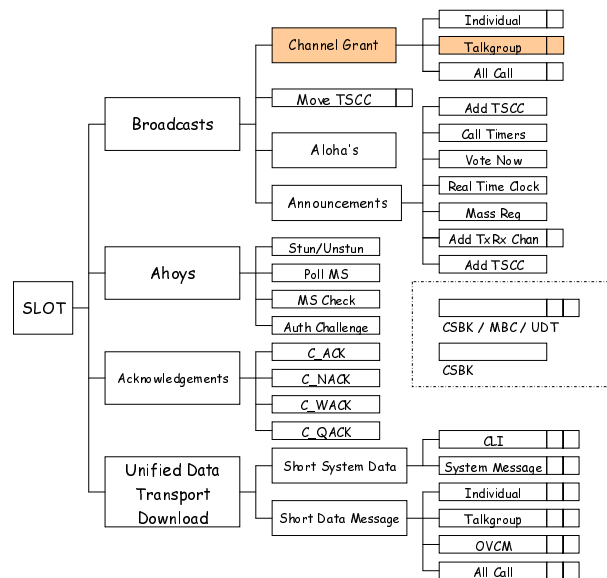 SLOT
Broadcasts
Channel Grant
Individual
Talkgroup
All Call
Move TSCC
Aloha's
Announcements
Add TSCC
Call Timers
Vote Now
Real Time Clock
Mass Reg
Add TxRx Chan
Add TSCC
Ahoys
Stun/Unstun
Poll MS
MS Check
Auth Challenge
CSBK / MBC / UDT
CSBK
Acknowledgements
C_ACK
C_NACK
C_WACK
C_QACK
Unified Data
Transport
Download
Short System Data
CLI
System Message
Short Data Message
Individual
Talkgroup
OVCM
All Call